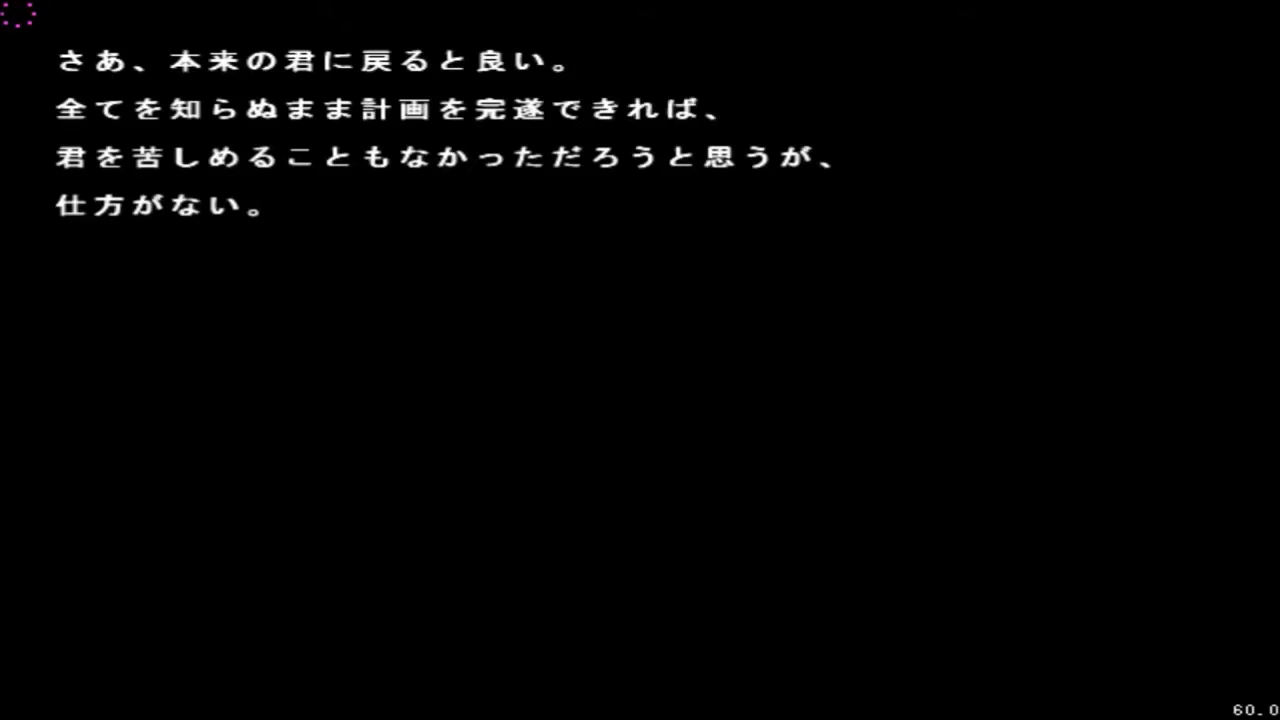 さあ、本来の君に戻ると良い。
全てを知らぬまま計画を完遂できれば、
君を苦しめることもなかっただろうと思うが、
仕方がない。
60.0